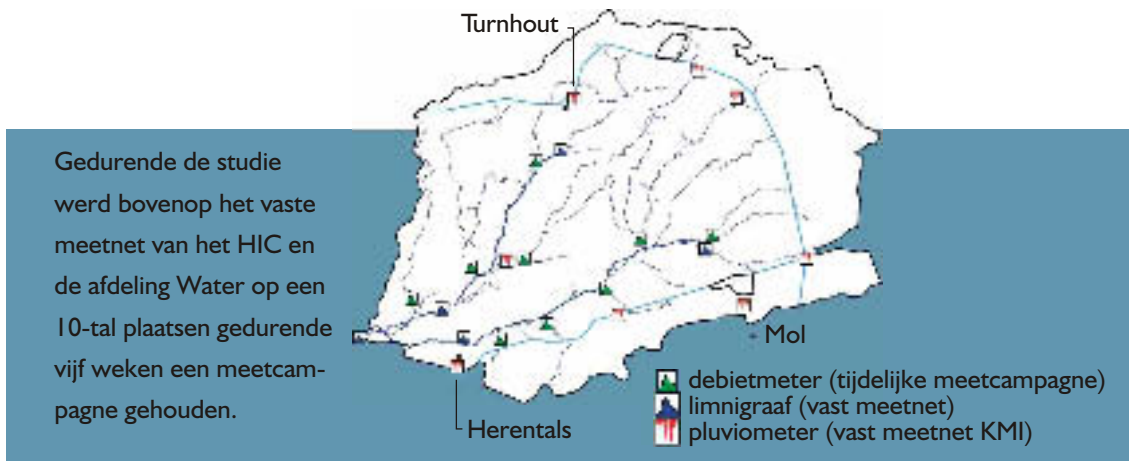 Turnhout
Gedurende de studie
werd bovenop het vaste
meetnet van het HIC en
de afdeling Water op een
10-tal plaatsen gedurende
vijf weken een meetcam-
pagne gehouden.
Mol
Herentals
debietmeter (tijdelijke meetcampagne)
limnigraaf (vast meetnet)
pluviometer (vast meetnet KMI)